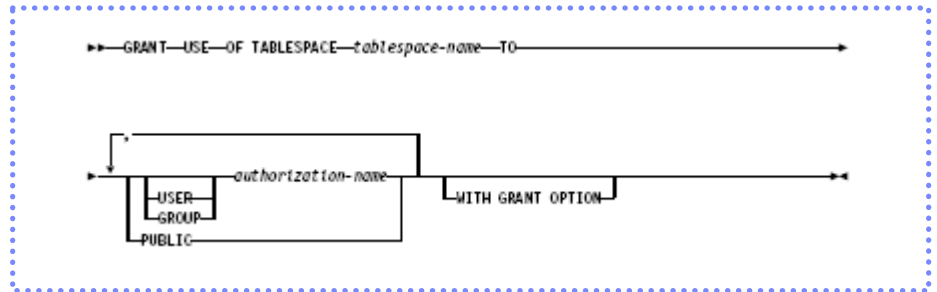 GRANT USE OF TABLESPACE tablespace-name TO
,
authorization-name
USER
WITH GRANT OPTION
GROUP
PUBLIC